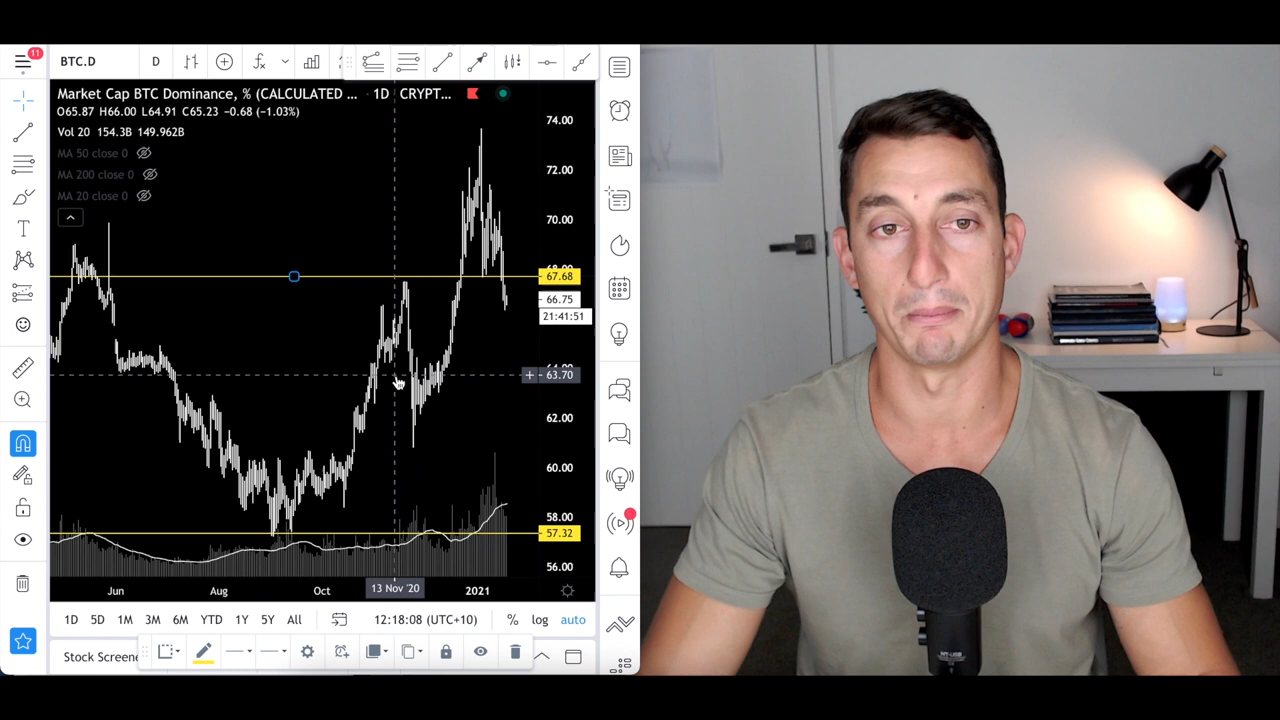 11
BTC.D D
Market Cap BTC Dominance, % (CALCULATED ... · 1D CRYPT...
O65.87 H66.00 L64.91 C65.23 −0.68 (−1.03%)
Vol 20 154.3B 149.962B
MA 50 close 0
MA 200 close 0
MA 20 close 0
74.00
72.00
70.00
67.68
66.75
21:41:51
63.70
62.00
60.00
58.00
57.32
56.00
Jun Aug Oct 13 Nov '20 2021
1D 5D 1M 3M 6M YTD 1Y 5Y All 12:18:08 (UTC+10) % log auto
Stock Screene